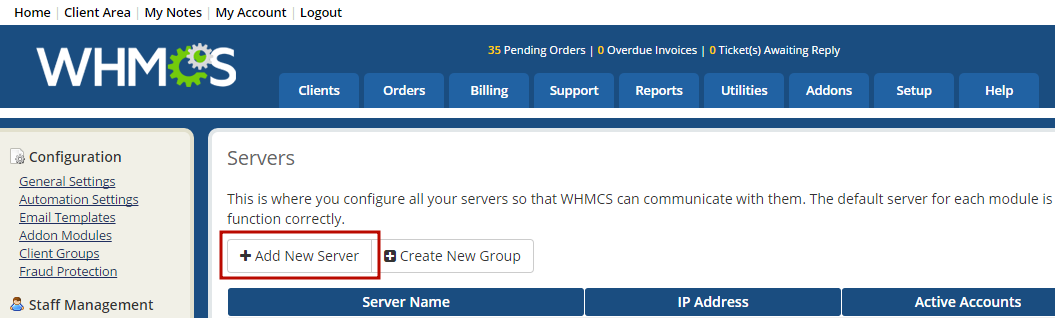 Home | Client Area | My Notes | My Account | Logout
WHMCS
35 Pending Orders | 0 Overdue Invoices | 0 Ticket(s) Awaiting Reply
Clients Orders Billing Support Reports Utilities Addons Setup Help
Configuration
General Settings
Automation Settings
Email Templates
Addon Modules
Client Groups
Fraud Protection
Staff Management
Servers
This is where you configure all your servers so that WHMCS can communicate with them. The default server for each module is
function correctly.
Add New Server Create New Group
Server Name IP Address Active Accounts